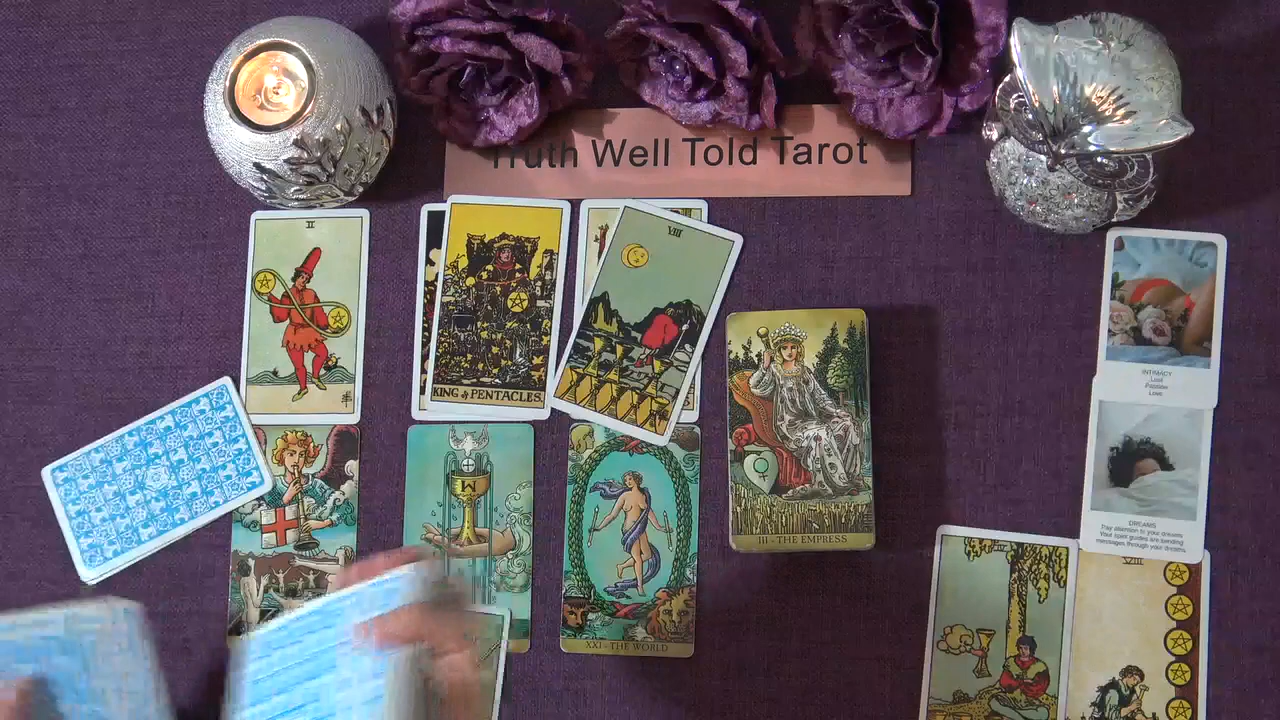 Truth Well Told Tarot
II
KING of PENTACLES.
VIII
III - THE EMPRESS
XXI - THE WORLD
INTIMACY
Lust
Passion
Love
DREAMS
Pay attention to your dreams
Your spirit guides are sending
messages through your dreams.
VIII